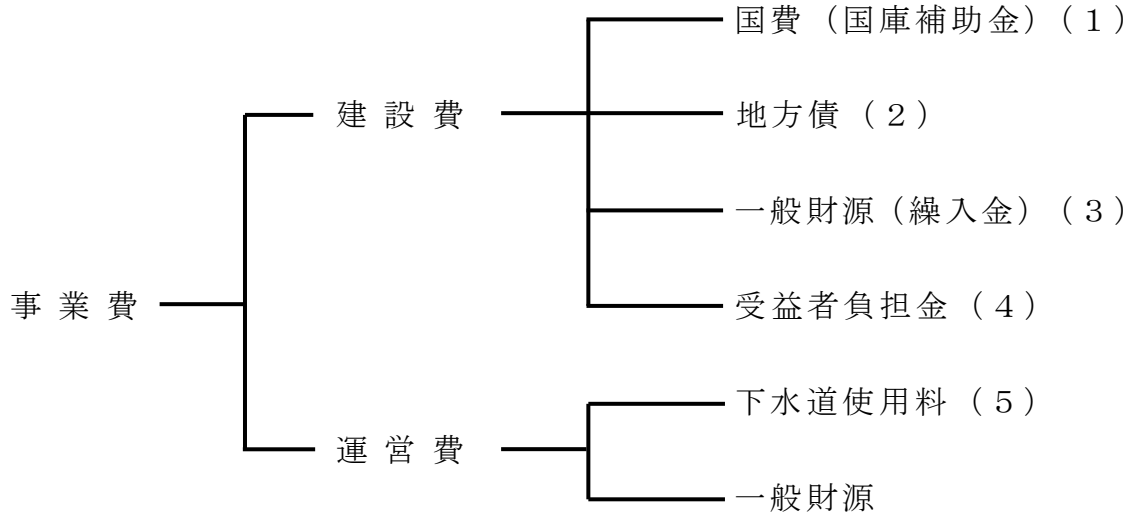 事業費
建設費
国費（国庫補助金）（１）
地方債（２）
一般財源（繰入金）（３）
受益者負担金（４）
運営費
下水道使用料（５）
一般財源